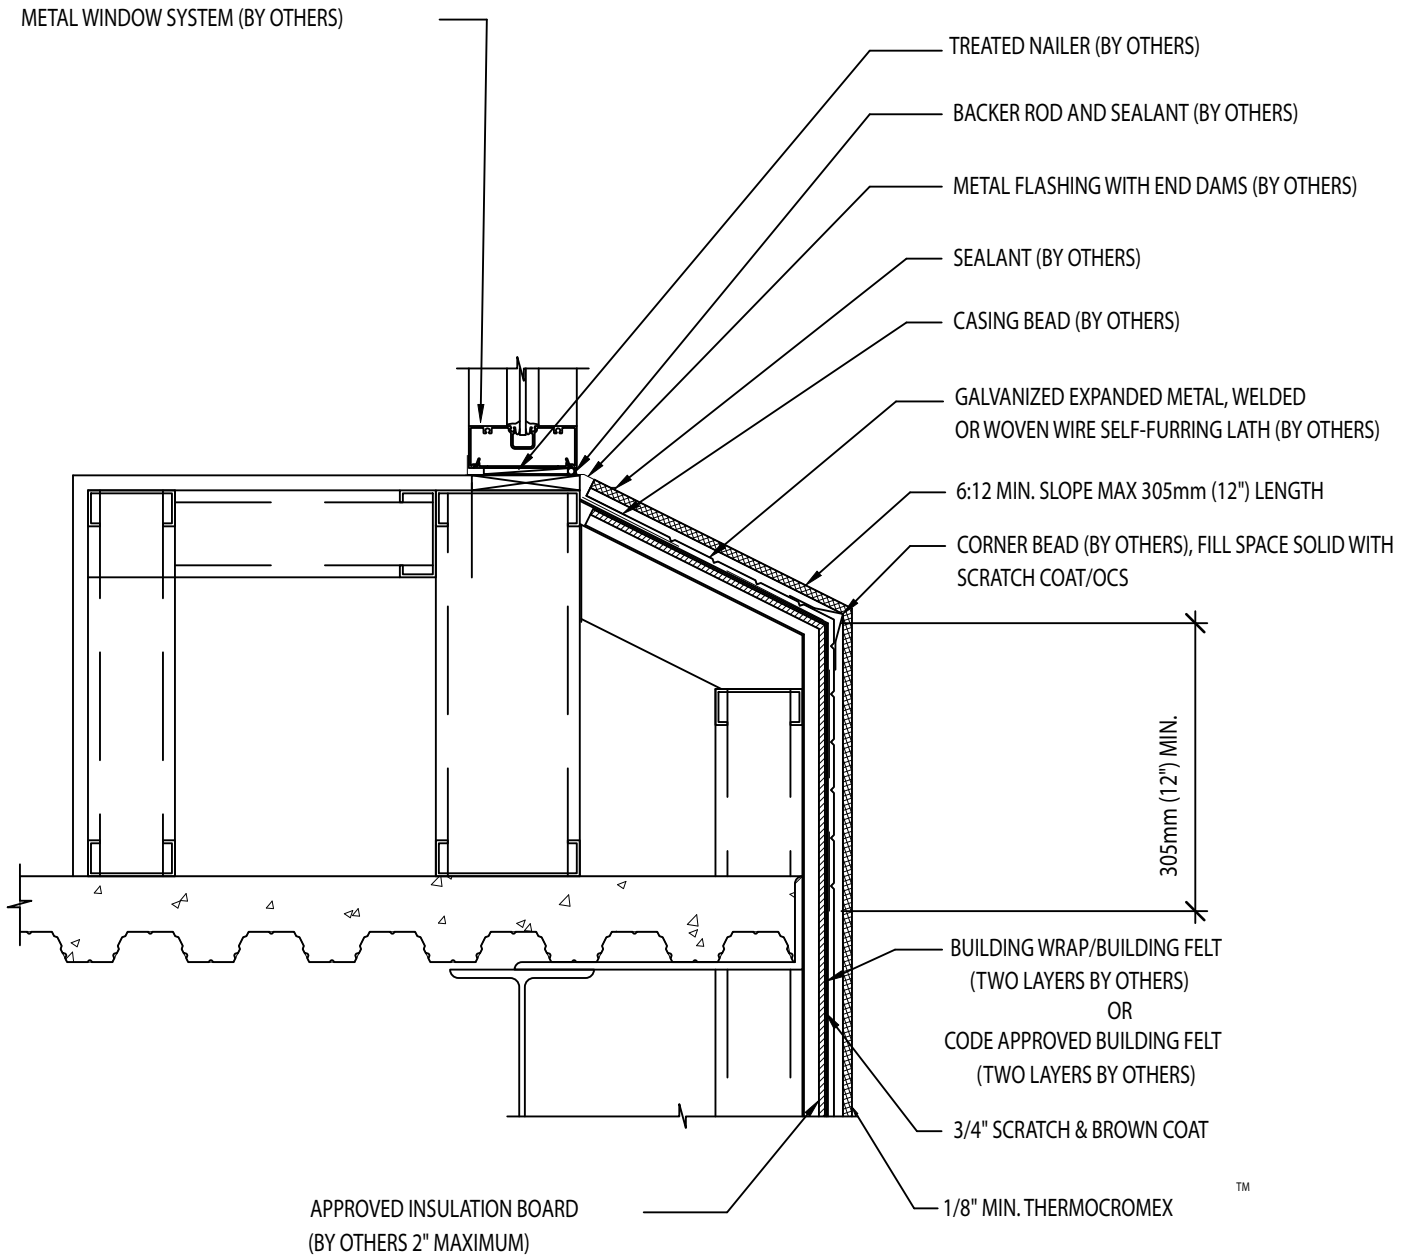 METAL WINDOW SYSTEM (BY OTHERS)
TREATED NAILER (BY OTHERS)
BACKER ROD AND SEALANT (BY OTHERS)
METAL FLASHING WITH END DAMS (BY OTHERS)
SEALANT (BY OTHERS)
CASING BEAD (BY OTHERS)
GALVANIZED EXPANDED METAL, WELDED
OR WOVEN WIRE SELF-FURRING LATH (BY OTHERS)
6:12 MIN. SLOPE MAX 305mm (12") LENGTH
CORNER BEAD (BY OTHERS), FILL SPACE SOLID WITH
SCRATCH COAT/OCS
305mm (12") MIN.
BUILDING WRAP/BUILDING FELT
(TWO LAYERS BY OTHERS)
OR
CODE APPROVED BUILDING FELT
(TWO LAYERS BY OTHERS)
3/4" SCRATCH & BROWN COAT
1/8" MIN. THERMOCROMEX ™
APPROVED INSULATION BOARD
(BY OTHERS 2" MAXIMUM)